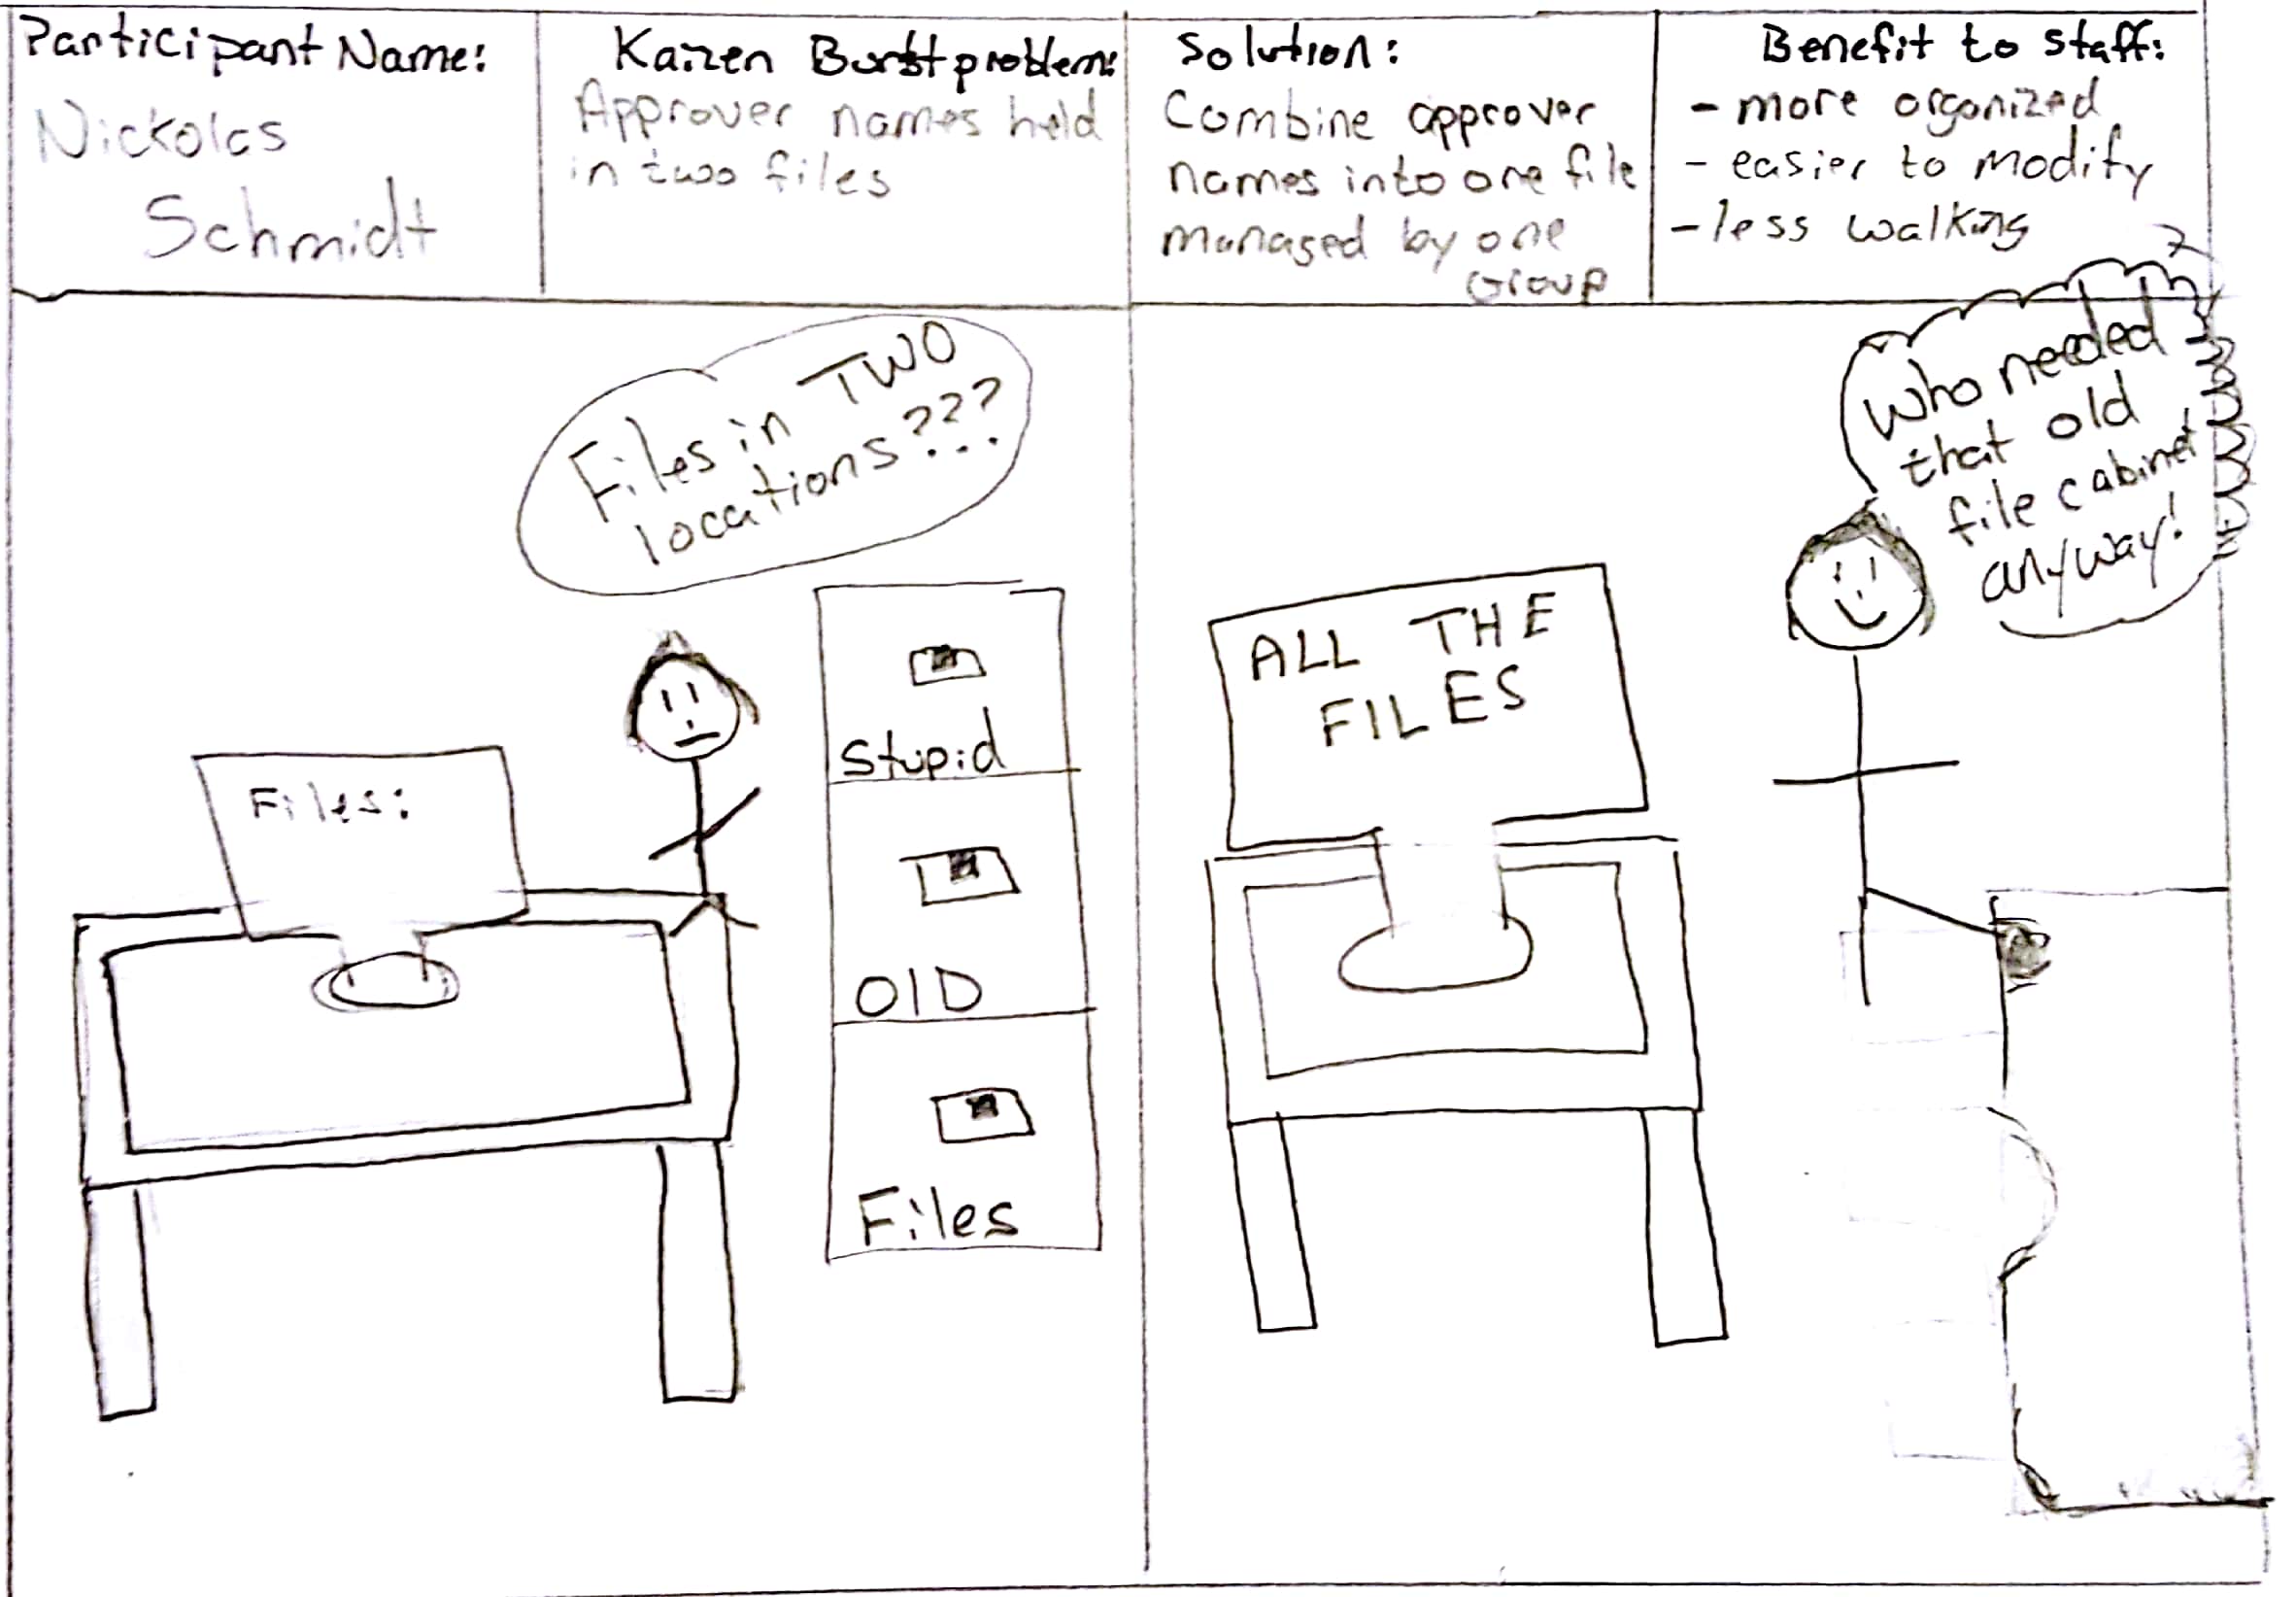 Participant Name:
Nickolas
Schmidt
Kaizen Burst problem:
Approver names held
in two files
Solution:
Combine approver
names into one file
managed by one
Group
Benefit to staff:
- more organized
- easier to modify
- less walking
Files in TWO
locations???
Files:
Stupid
OlD
Files
ALL THE
FILES
Who needed
that old
file cabinet
anyway!